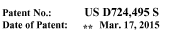 Patent No.: US D724,495 S
Date of Patent: ** Mar. 17, 2015